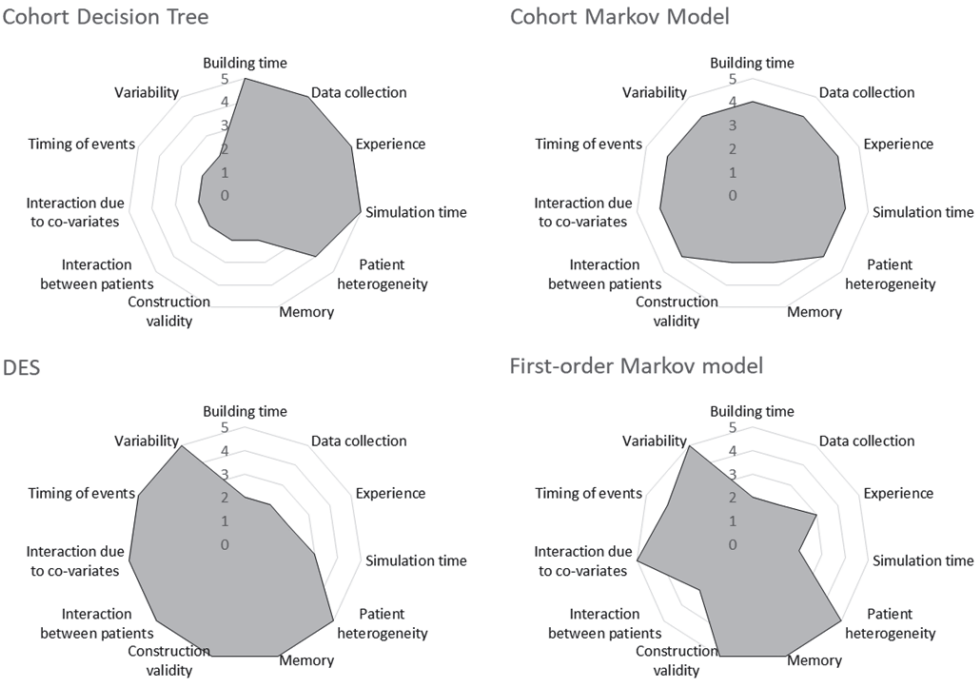 Cohort Decision Tree
Building time
Variability
Data collection
Timing of events
Experience
Interaction due
to co-variates
Simulation time
Interaction
between patients
Patient
heterogeneity
Construction
validity
Memory
5
4
3
2
1
0
Cohort Markov Model
Building time
Variability
Data collection
Timing of events
Experience
Interaction due
to co-variates
Simulation time
Interaction
between patients
Patient
heterogeneity
Construction
validity
Memory
5
4
3
2
1
0
DES
Building time
Variability
Data collection
Timing of events
Experience
Interaction due
to co-variates
Simulation time
Interaction
between patients
Patient
heterogeneity
Construction
validity
Memory
5
4
3
2
1
0
First-order Markov model
Building time
Variability
Data collection
Timing of events
Experience
Interaction due
to co-variates
Simulation time
Interaction
between patients
Patient
heterogeneity
Construction
validity
Memory
5
4
3
2
1
0